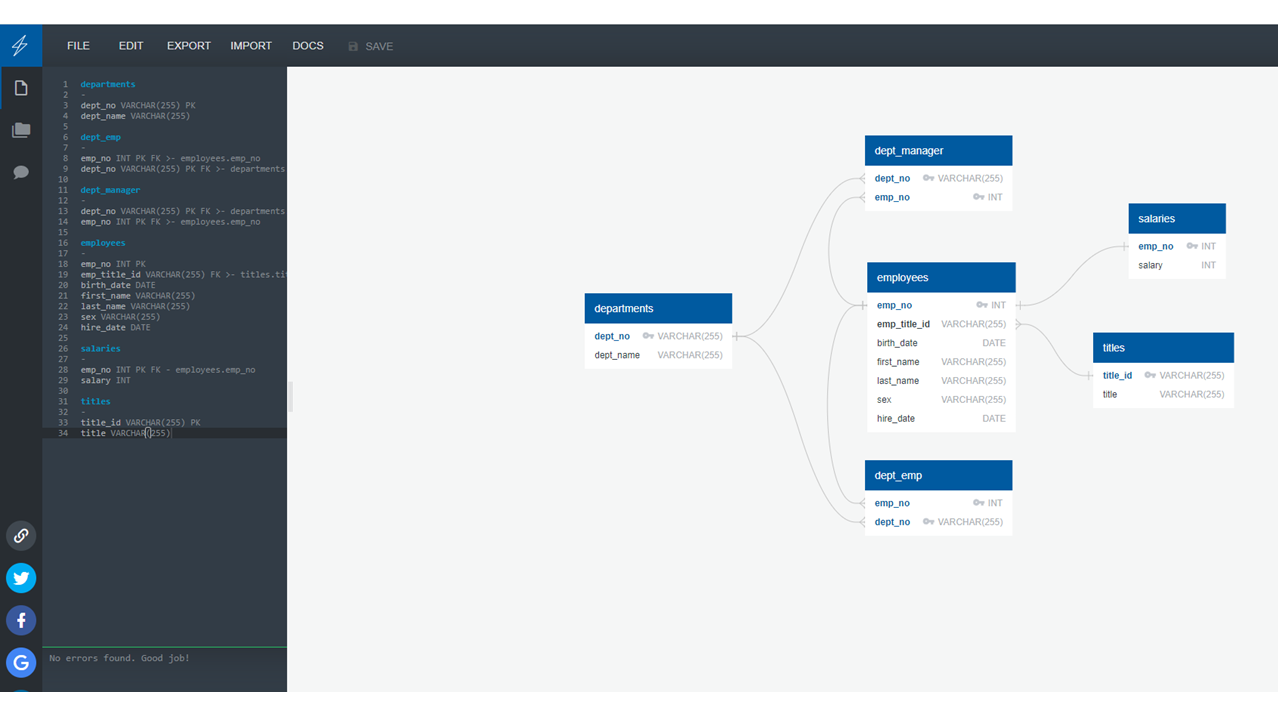 FILE EDIT EXPORT IMPORT DOCS SAVE
1 departments
2 -
3 dept_no VARCHAR(255) PK
4 dept_name VARCHAR(255)
5
6 dept_emp
7 -
8 emp_no INT PK FK >- employees.emp_no
9 dept_no VARCHAR(255) PK FK >- departments
10
11 dept_manager
12 -
13 dept_no VARCHAR(255) PK FK >- departments
14 emp_no INT PK FK >- employees.emp_no
15
16 employees
17 -
18 emp_no INT PK
19 emp_title_id VARCHAR(255) FK >- titles.ti
20 birth_date DATE
21 first_name VARCHAR(255)
22 last_name VARCHAR(255)
23 sex VARCHAR(255)
24 hire_date DATE
25
26 salaries
27 -
28 emp_no INT PK FK - employees.emp_no
29 salary INT
30
31 titles
32 -
33 title_id VARCHAR(255) PK
34 title VARCHAR(255)
No errors found. Good job!
departments
dept_no VARCHAR(255)
dept_name VARCHAR(255)
dept_manager
dept_no VARCHAR(255)
emp_no INT
employees
emp_no INT
emp_title_id VARCHAR(255)
birth_date DATE
first_name VARCHAR(255)
last_name VARCHAR(255)
sex VARCHAR(255)
hire_date DATE
dept_emp
emp_no INT
dept_no VARCHAR(255)
salaries
emp_no INT
salary INT
titles
title_id VARCHAR(255)
title VARCHAR(255)